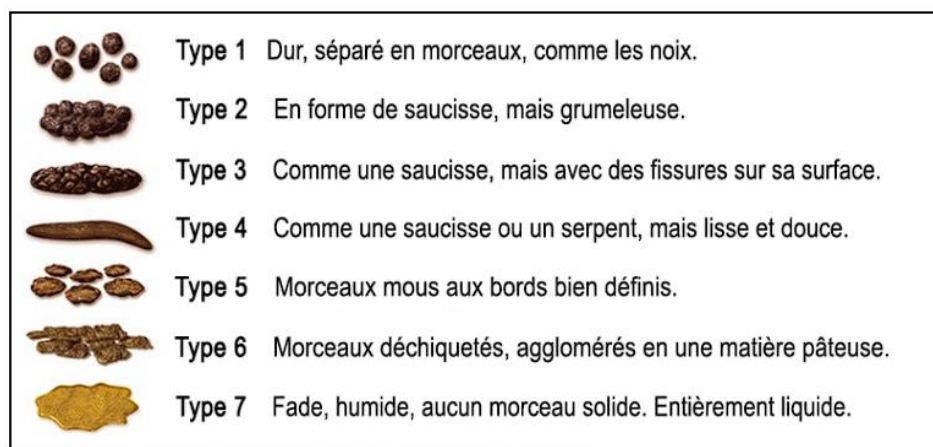 Type 1 Dur, séparé en morceaux, comme les noix.
Type 2 En forme de saucisse, mais grumeleuse.
Type 3 Comme une saucisse, mais avec des fissures sur sa surface.
Type 4 Comme une saucisse ou un serpent, mais lisse et douce.
Type 5 Morceaux mous aux bords bien définis.
Type 6 Morceaux déchiquetés, agglomérés en une matière pâteuse.
Type 7 Fade, humide, aucun morceau solide. Entièrement liquide.